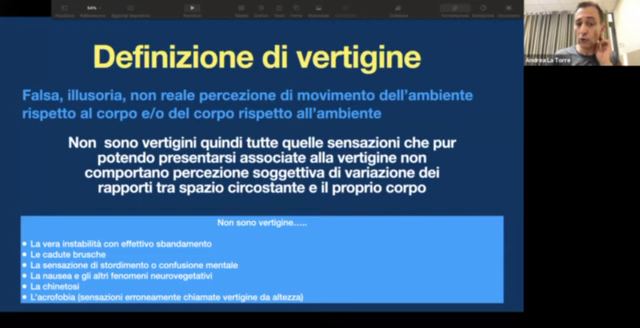 54%
Definizione di vertigine
Falsa, illusoria, non reale percezione di movimento dell'ambiente
rispetto al corpo e/o del corpo rispetto all'ambiente
Non sono vertigini quindi tutte quelle sensazioni che pur
potendo presentarsi associate alla vertigine non
comportano percezione soggettiva di variazione dei
rapporti tra spazio circostante e il proprio corpo
Non sono vertigine.....
• La vera instabilità con effettivo sbandamento
• Le cadute brusche
• La sensazione di stordimento o confusione mentale
• La nausea e gli altri fenomeni neurovegetativi
• La chinetosi
• L'acrofobia (sensazioni erroneamente chiamate vertigine da altezza)
Andrea La Torre